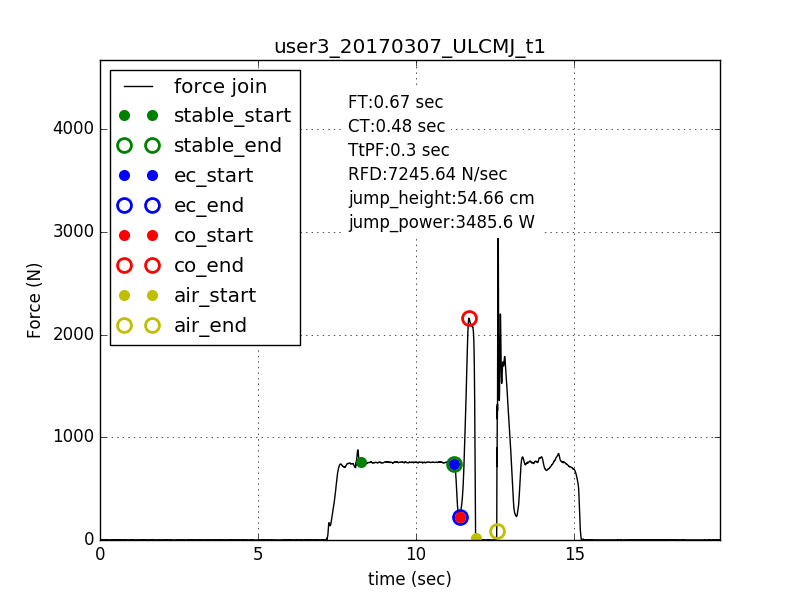 user3_20170307_ULCMJ_t1
force join
stable_start
stable_end
ec_start
ec_end
co_start
co_end
air_start
air_end
FT:0.67 sec
CT:0.48 sec
TtPF:0.3 sec
RFD:7245.64 N/sec
jump_height:54.66 cm
jump_power:3485.6 W
Force (N)
4000
3000
2000
1000
0
0 5 10 15
time (sec)